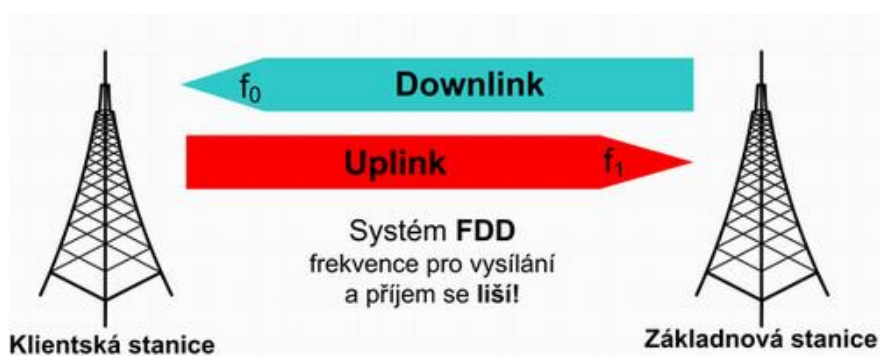 f0
Downlink
Uplink
f1
Systém FDD
frekvence pro vysílání
a příjem se liší!
Klientská stanice
Základnová stanice